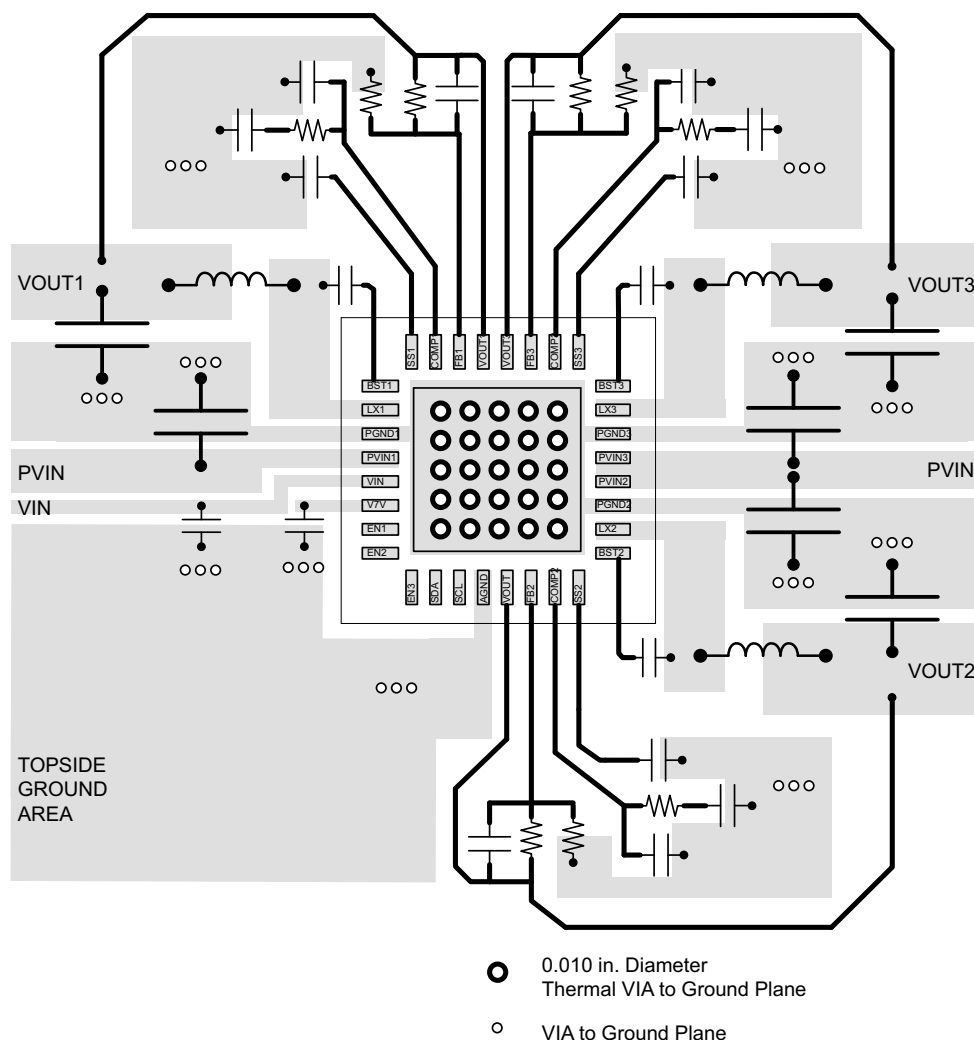 VOUT1
VOUT3
SS1
COMP1
FB1
VOUT1
VOUT3
FB3
COMP3
SS3
BST1
LX1
PGND1
PVIN1
VIN
V7V
EN1
EN2
BST3
LX3
PGND3
PVIN3
PVIN2
PGND2
LX2
BST2
PVIN
VIN
PVIN
EN3
SDA
SCL
AGND
VOUT
FB2
COMP2
SS2
VOUT2
TOPSIDE
GROUND
AREA
0.010 in. Diameter
Thermal VIA to Ground Plane
VIA to Ground Plane